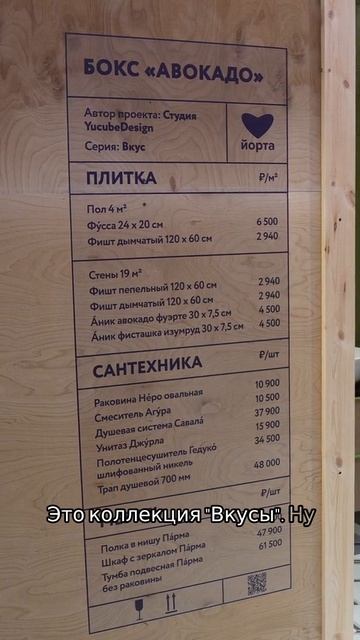 БОКС «АВОКАДО»
Автор проекта: Студия
YucubeDesign
Серия: Вкус
йорта
ПЛИТКА ₽/м²
Пол 4 м²
Фу́сса 24 x 20 см 6 500
Фишт дымчатый 120 x 60 см 2 940
Стены 19 м²
Фишт пепельный 120 x 60 см 2 940
Фишт дымчатый 120 x 60 см 2 940
А́ник авокадо фуэрте 30 x 7,5 см 4 500
А́ник фисташка изумруд 30 x 7,5 см 4 500
САНТЕХНИКА ₽/шт
Раковина Не́ро овальная 10 900
Смеситель Агу́ра 10 500
Душевая система Савала́ 37 900
Унитаз Джу́рла 15 900
Полотенцесушитель Гедуко́ 34 500
шлифованный никель
Трап душевой 700 мм 48 000
₽/шт
Это коллекция "Вкусы". Ну
Полка в нишу Па́рма 47 900
Шкаф с зеркалом Па́рма 61 500
Тумба подвесная Па́рма
без раковины